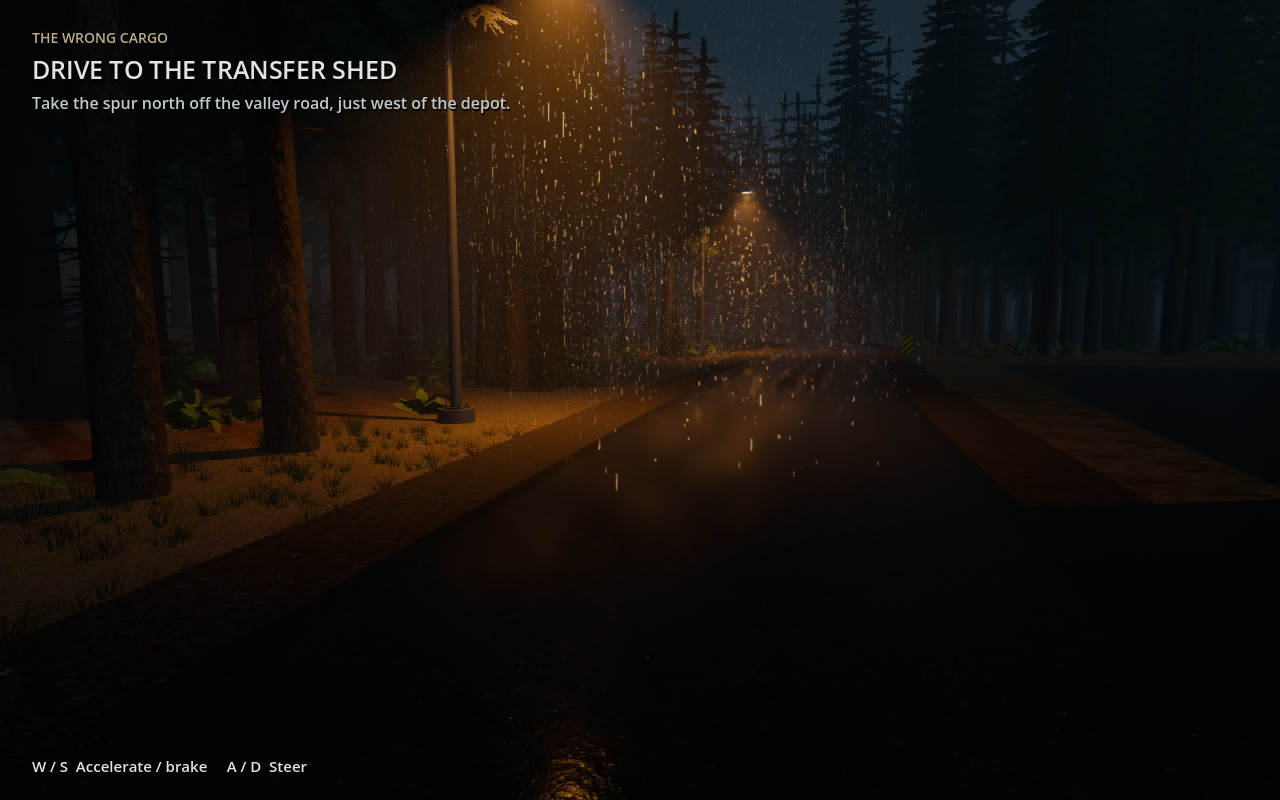 THE WRONG CARGO
DRIVE TO THE TRANSFER SHED
Take the spur north off the valley road, just west of the depot.
W / S Accelerate / brake A / D Steer